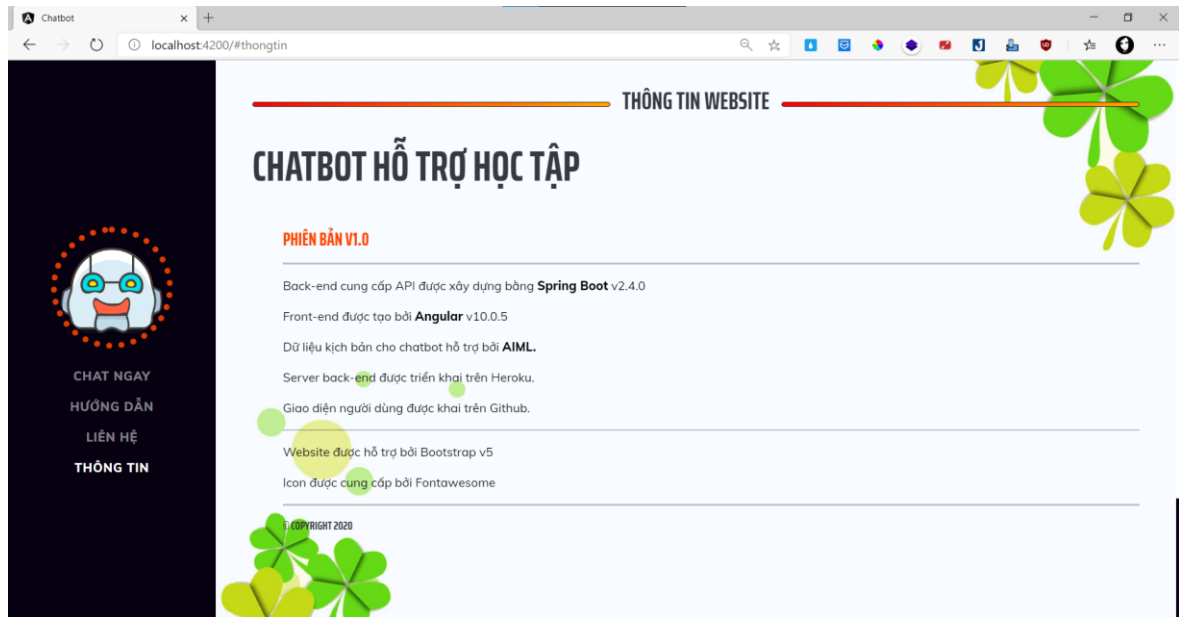 Chatbot
localhost:4200/#thongtin
THÔNG TIN WEBSITE
CHATBOT HỖ TRỢ HỌC TẬP
PHIÊN BẢN V1.0
Back-end cung cấp API được xây dựng bằng Spring Boot v2.4.0
Front-end được tạo bởi Angular v10.0.5
Dữ liệu kịch bản cho chatbot hỗ trợ bởi AIML.
Server back-end được triển khai trên Heroku.
Giao diện người dùng được khai trên Github.
Website được hỗ trợ bởi Bootstrap v5
Icon được cung cấp bởi Fontawesome
COPYRIGHT 2020
CHAT NGAY
HƯỚNG DẪN
LIÊN HỆ
THÔNG TIN